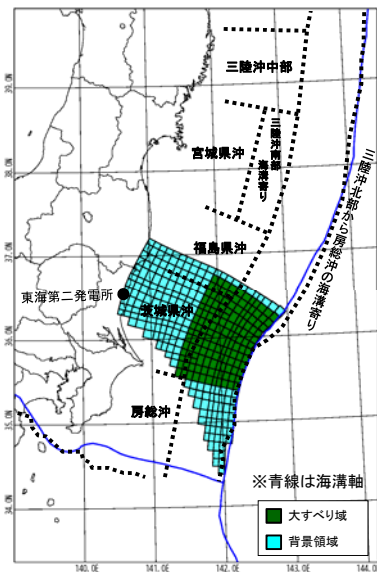 三陸沖中部
39.0N
三陸沖南部
海溝寄り
宮城県沖
38.0N
三陸沖北部から房総沖の海溝寄り
福島県沖
37.0N
東海第二発電所
茨城県沖
36.0N
房総沖
35.0N
※青線は海溝軸
34.0N
大すべり域
背景領域
140.0E
141.0E
142.0E
143.0E
144.0E